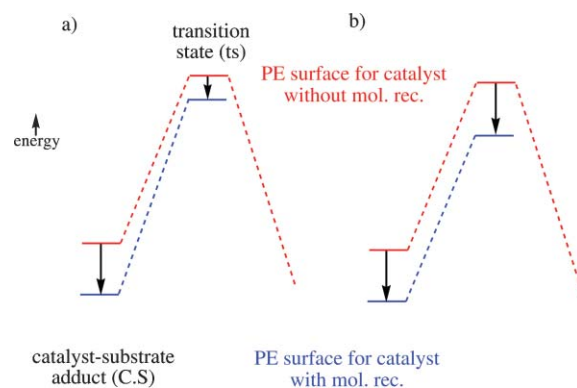 a)
transition
state (ts)
b)
PE surface for catalyst
without mol. rec.
energy
catalyst-substrate
adduct (C.S)
PE surface for catalyst
with mol. rec.